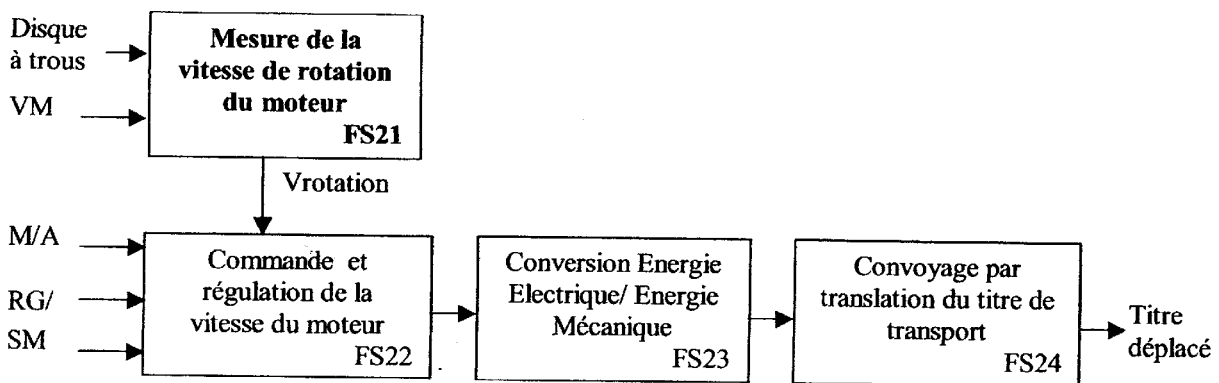 Disque
à trous
VM
Mesure de la
vitesse de rotation
du moteur
FS21
Vrotation
M/A
RG/
SM
Commande et
régulation de la
vitesse du moteur
FS22
Conversion Energie
Electrique/ Energie
Mécanique
FS23
Convoyage par
translation du titre de
transport
FS24
Titre
déplacé